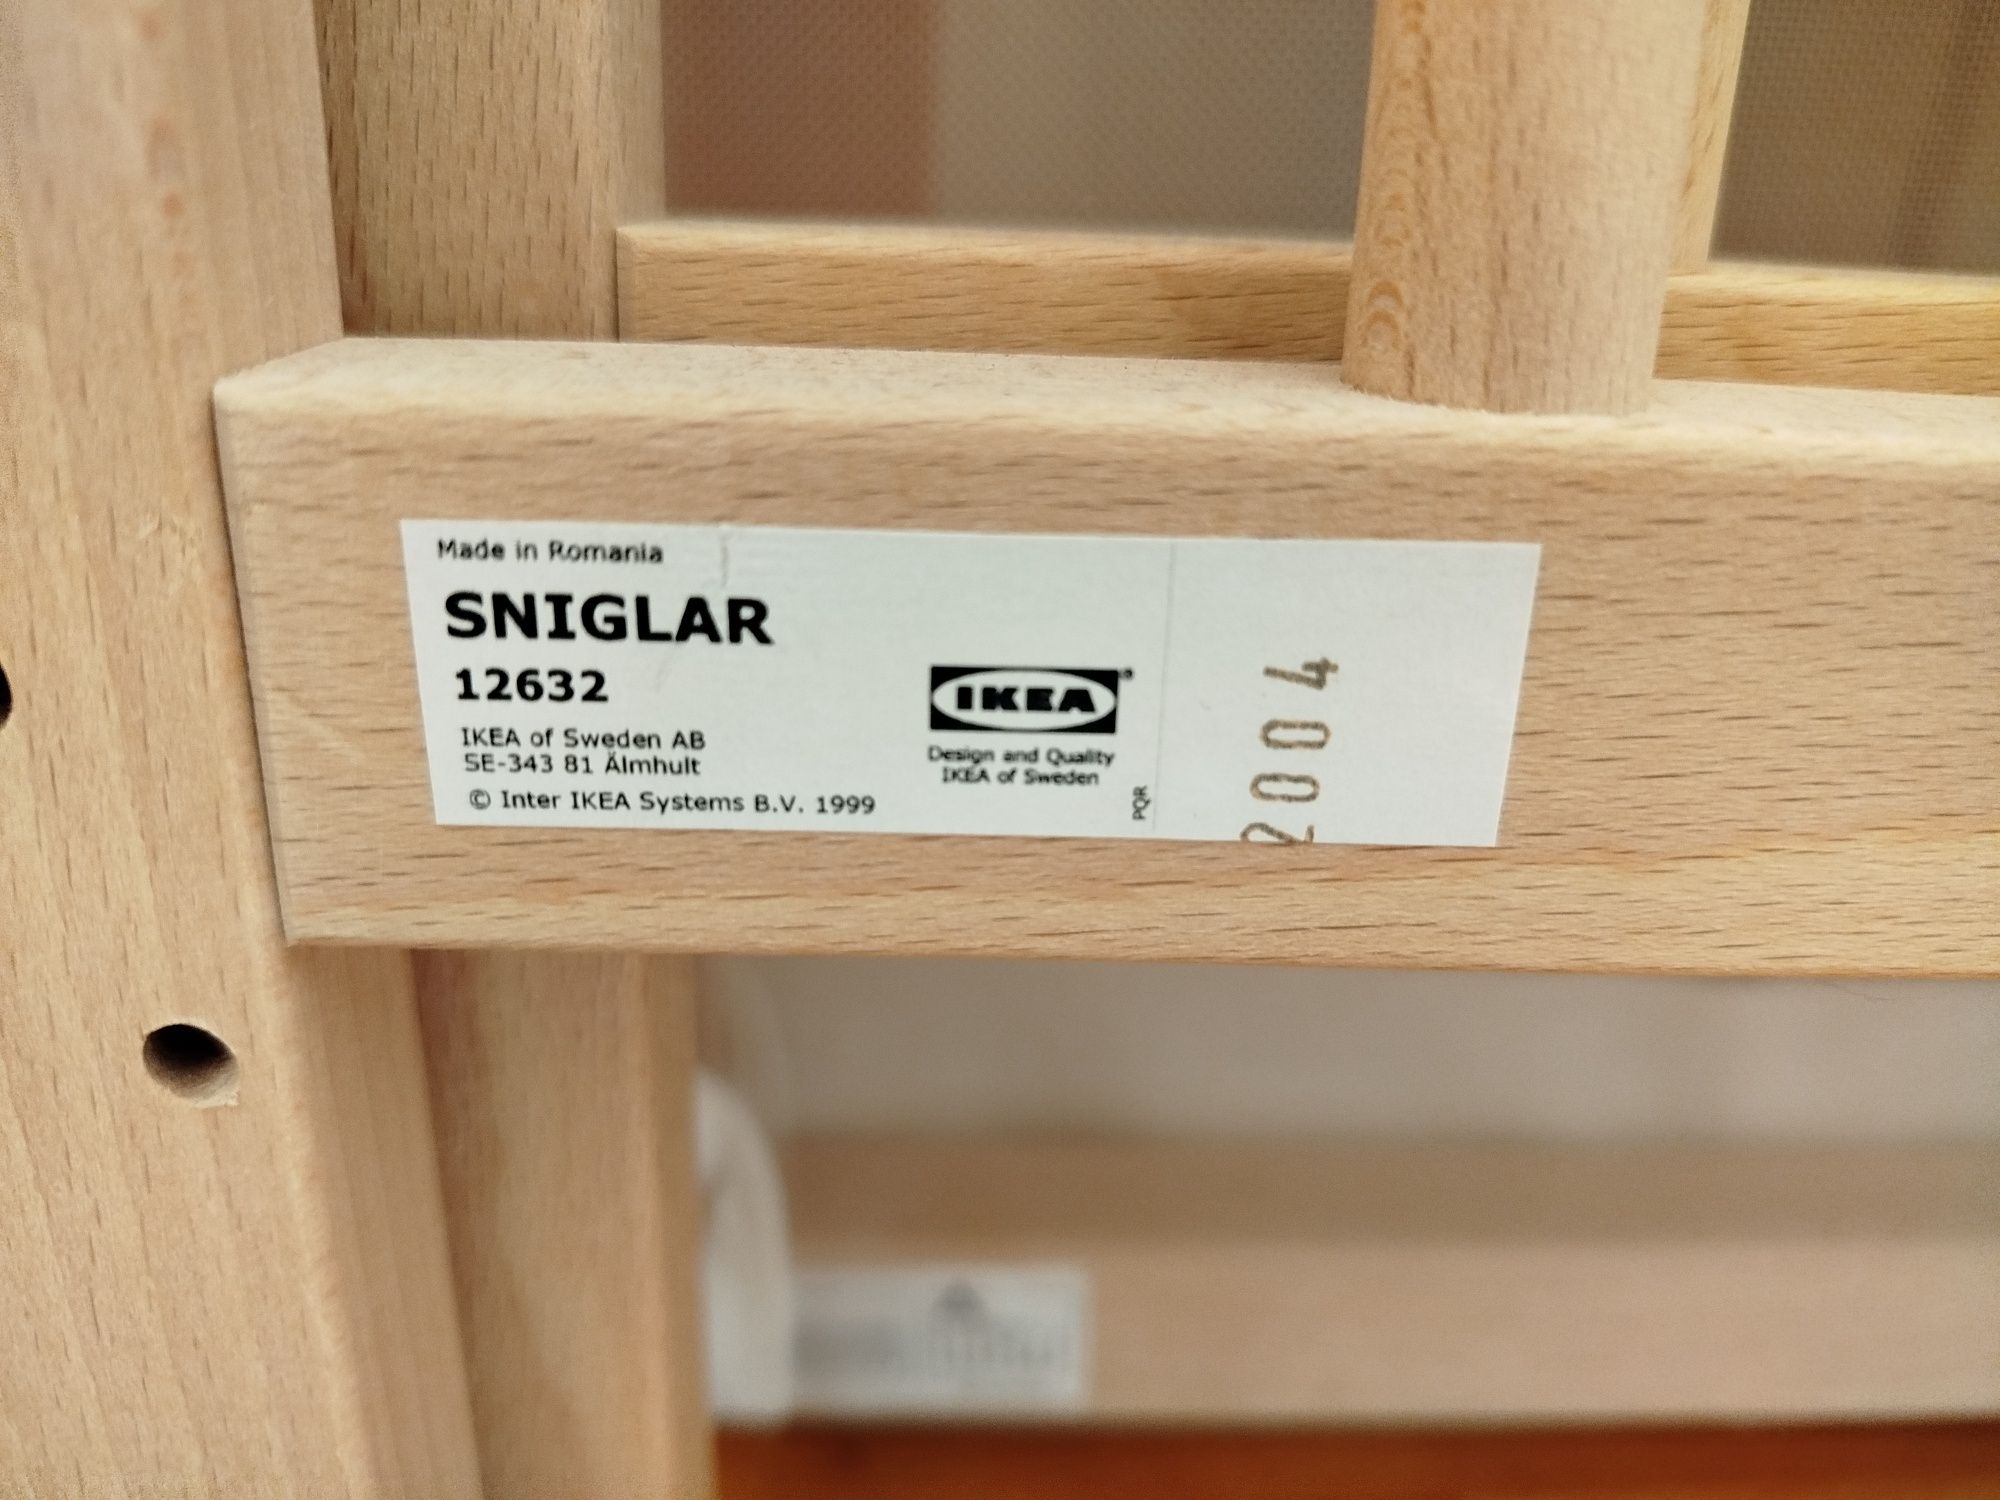 Made in Romania
SNIGLAR
12632
IKEA of Sweden AB
SE-343 81 Älmhult
© Inter IKEA Systems B.V. 1999
IKEA®
Design and Quality
IKEA of Sweden
PQR
2004